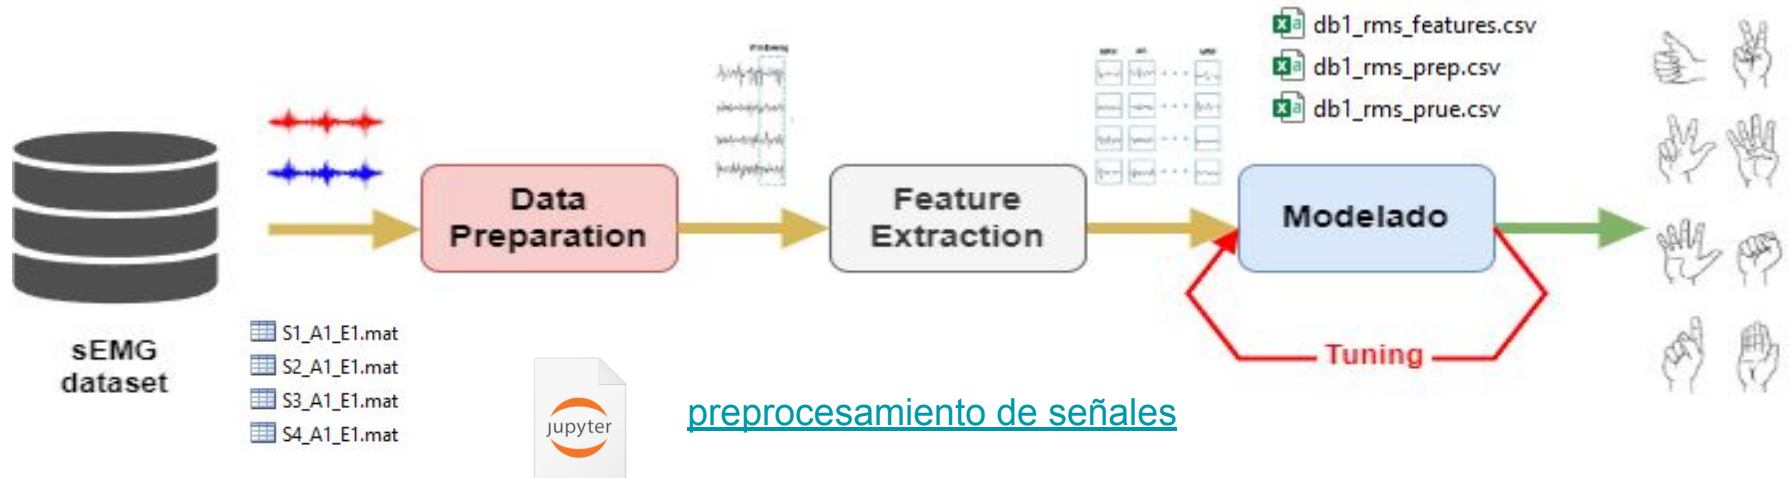 sEMG
dataset
S1_A1_E1.mat
S2_A1_E1.mat
S3_A1_E1.mat
S4_A1_E1.mat
Data
Preparation
Feature
Extraction
db1_rms_features.csv
db1_rms_prep.csv
db1_rms_prue.csv
Modelado
Tuning
jupyter
preprocesamiento de señales